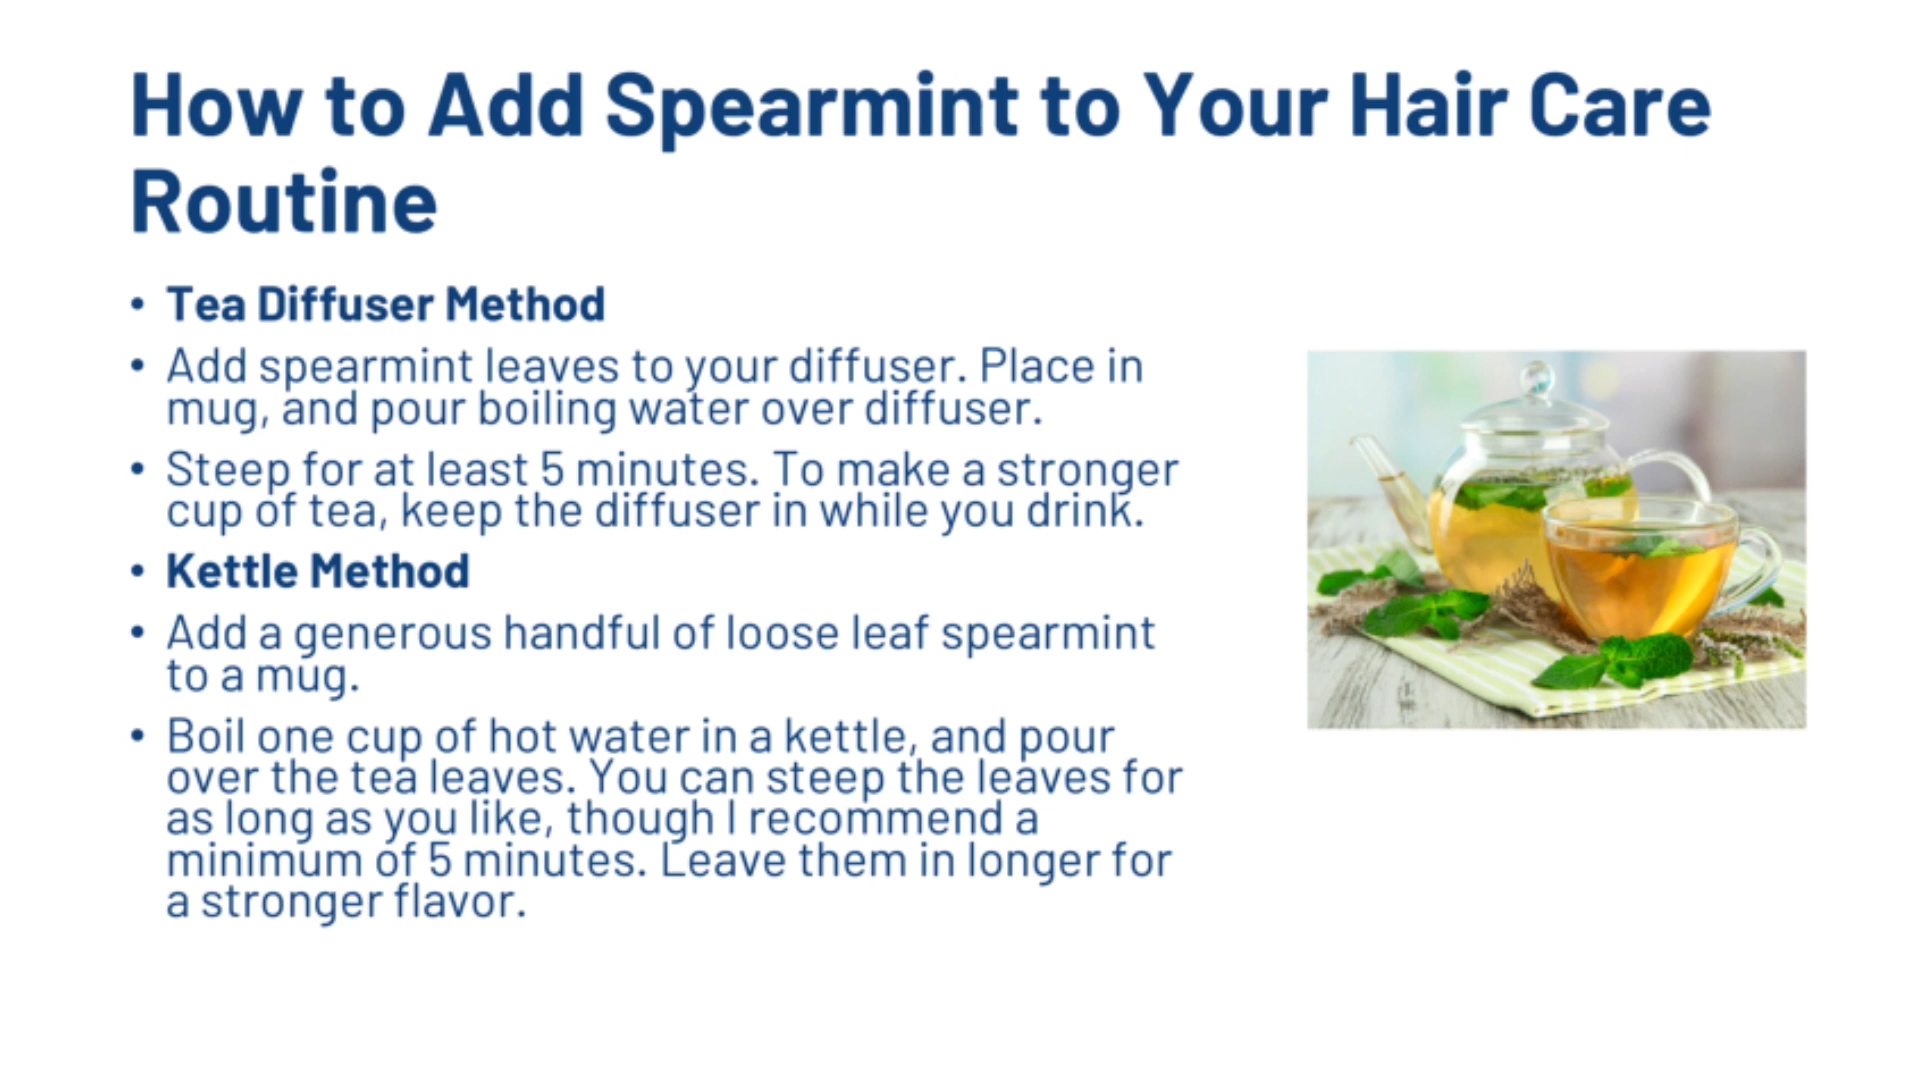 How to Add Spearmint to Your Hair Care
Routine
• Tea Diffuser Method
• Add spearmint leaves to your diffuser. Place in
mug, and pour boiling water over diffuser.
• Steep for at least 5 minutes. To make a stronger
cup of tea, keep the diffuser in while you drink.
• Kettle Method
• Add a generous handful of loose leaf spearmint
to a mug.
• Boil one cup of hot water in a kettle, and pour
over the tea leaves. You can steep the leaves for
as long as you like, though I recommend a
minimum of 5 minutes. Leave them in longer for
a stronger flavor.